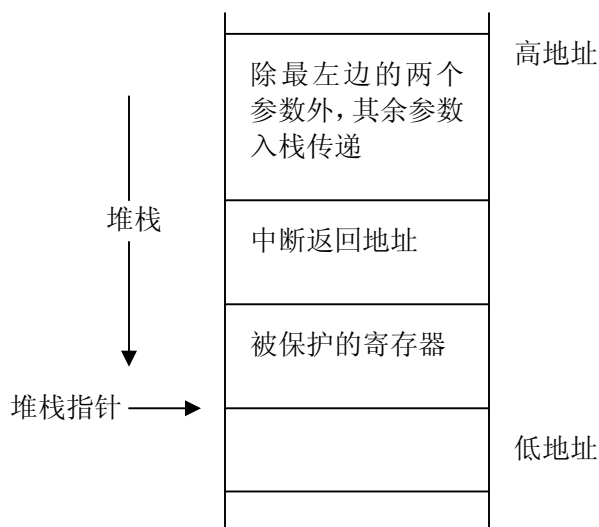 高地址
除最左边的两个
参数外，其余参数
入栈传递
堆栈
中断返回地址
被保护的寄存器
堆栈指针
低地址